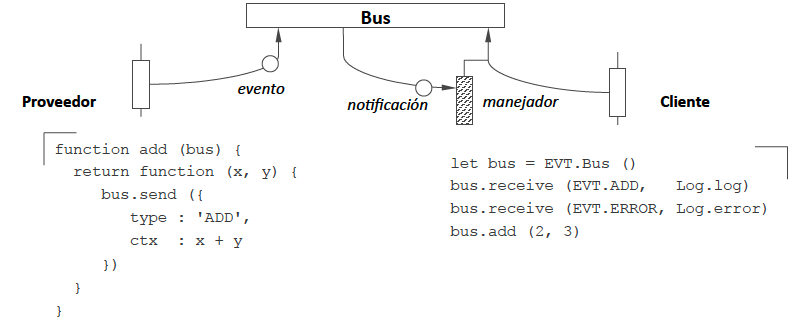 Bus
evento
notificación
manejador
Proveedor
Cliente
function add (bus) {
return function (x, y) {
bus.send ({
type : 'ADD',
ctx : x + y
})
}
}
let bus = EVT.Bus ()
bus.receive (EVT.ADD, Log.log)
bus.receive (EVT.ERROR, Log.error)
bus.add (2, 3)